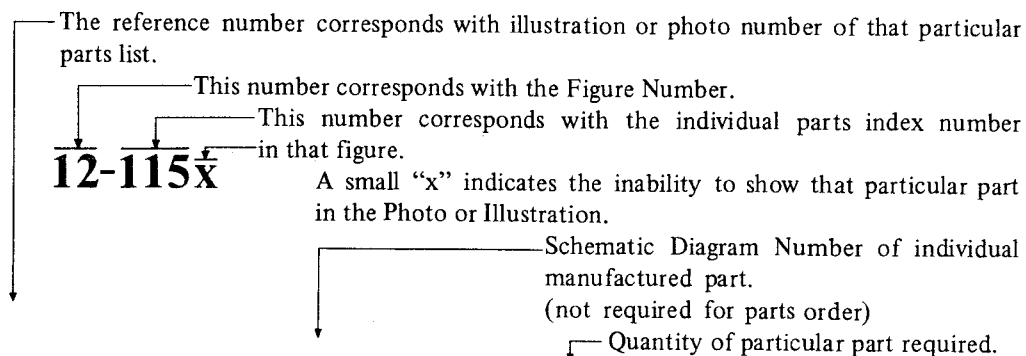 The reference number corresponds with illustration or photo number of that particular
parts list.
This number corresponds with the Figure Number.
This number corresponds with the individual parts index number
in that figure.
12-115x
A small “x” indicates the inability to show that particular part
in the Photo or Illustration.
Schematic Diagram Number of individual
manufactured part.
(not required for parts order)
Quantity of particular part required.